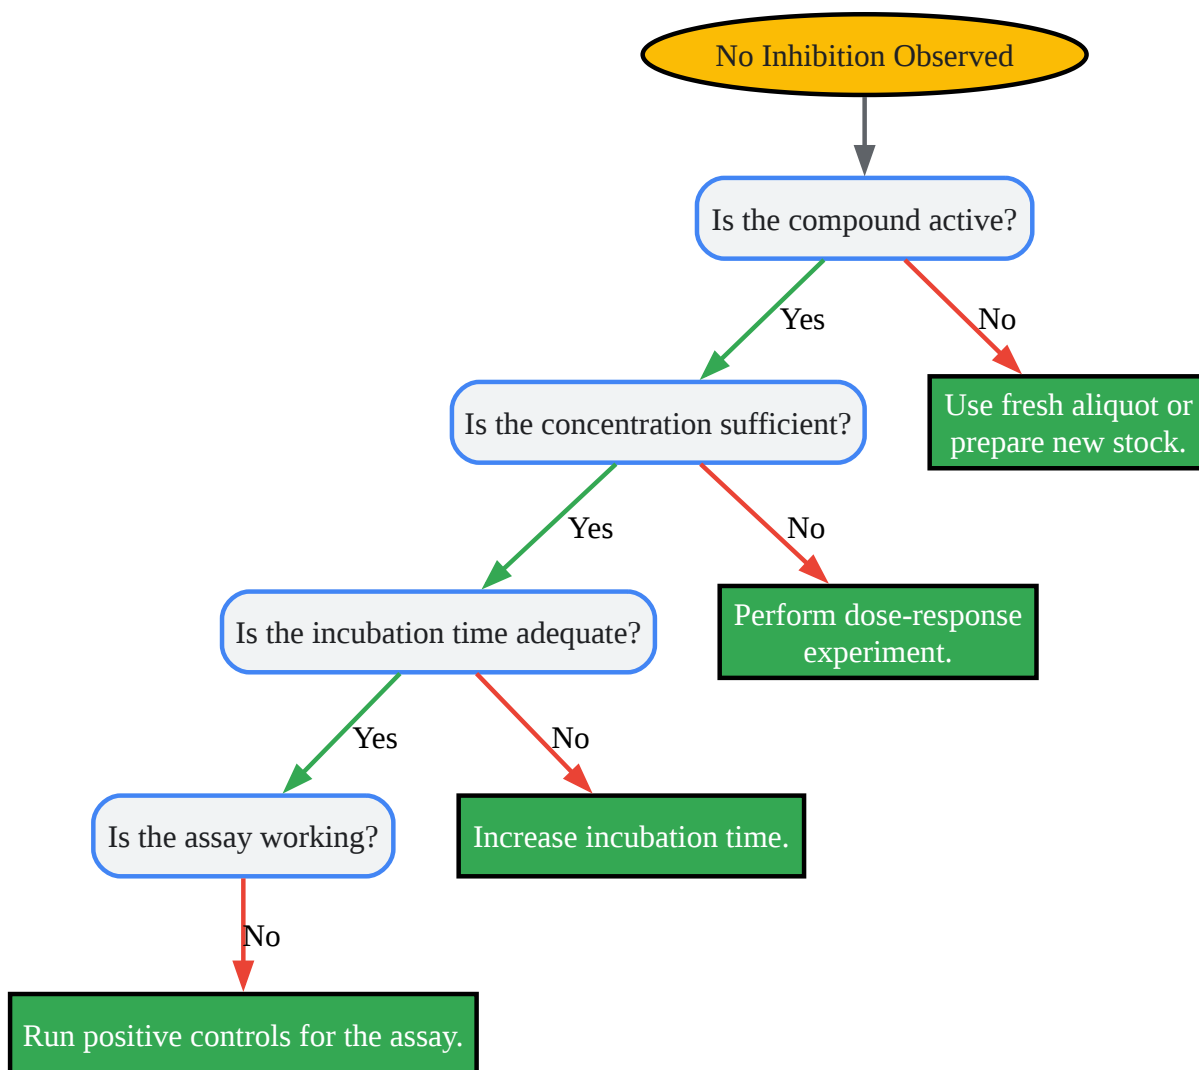 No Inhibition Observed
Is the compound active?
Yes
No
Is the concentration sufficient?
Use fresh aliquot or
prepare new stock.
Yes
No
Is the incubation time adequate?
Perform dose-response
experiment.
Yes
No
Is the assay working?
Increase incubation time.
No
Run positive controls for the assay.